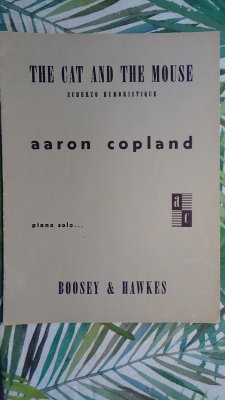 THE CAT AND THE MOUSE
SCHERZO HUMORISTIQUE
aaron copland
a
c
piano solo...
BOOSEY & HAWKES